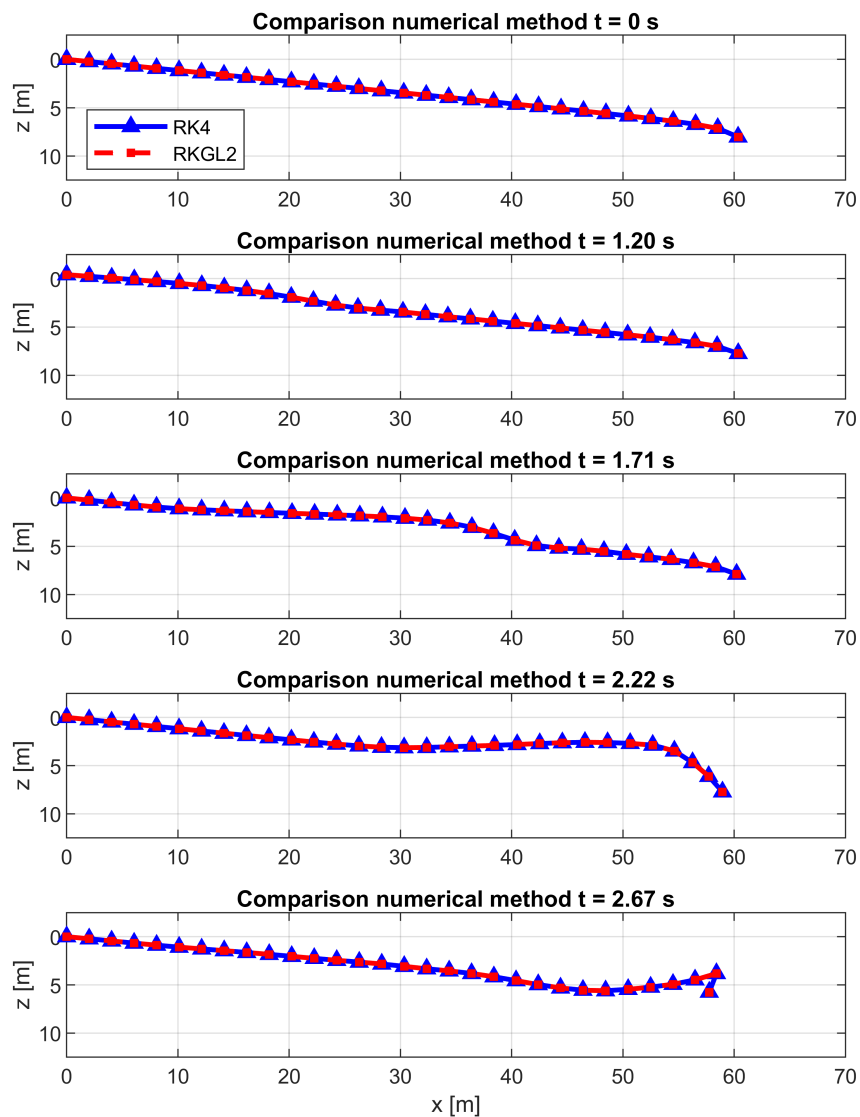 Comparison numerical method t = 0 s
z [m]
0
5
10
RK4
RKGL2
0 10 20 30 40 50 60 70
Comparison numerical method t = 1.20 s
z [m]
0
5
10
0 10 20 30 40 50 60 70
Comparison numerical method t = 1.71 s
z [m]
0
5
10
0 10 20 30 40 50 60 70
Comparison numerical method t = 2.22 s
z [m]
0
5
10
0 10 20 30 40 50 60 70
Comparison numerical method t = 2.67 s
z [m]
0
5
10
0 10 20 30 40 50 60 70
x [m]